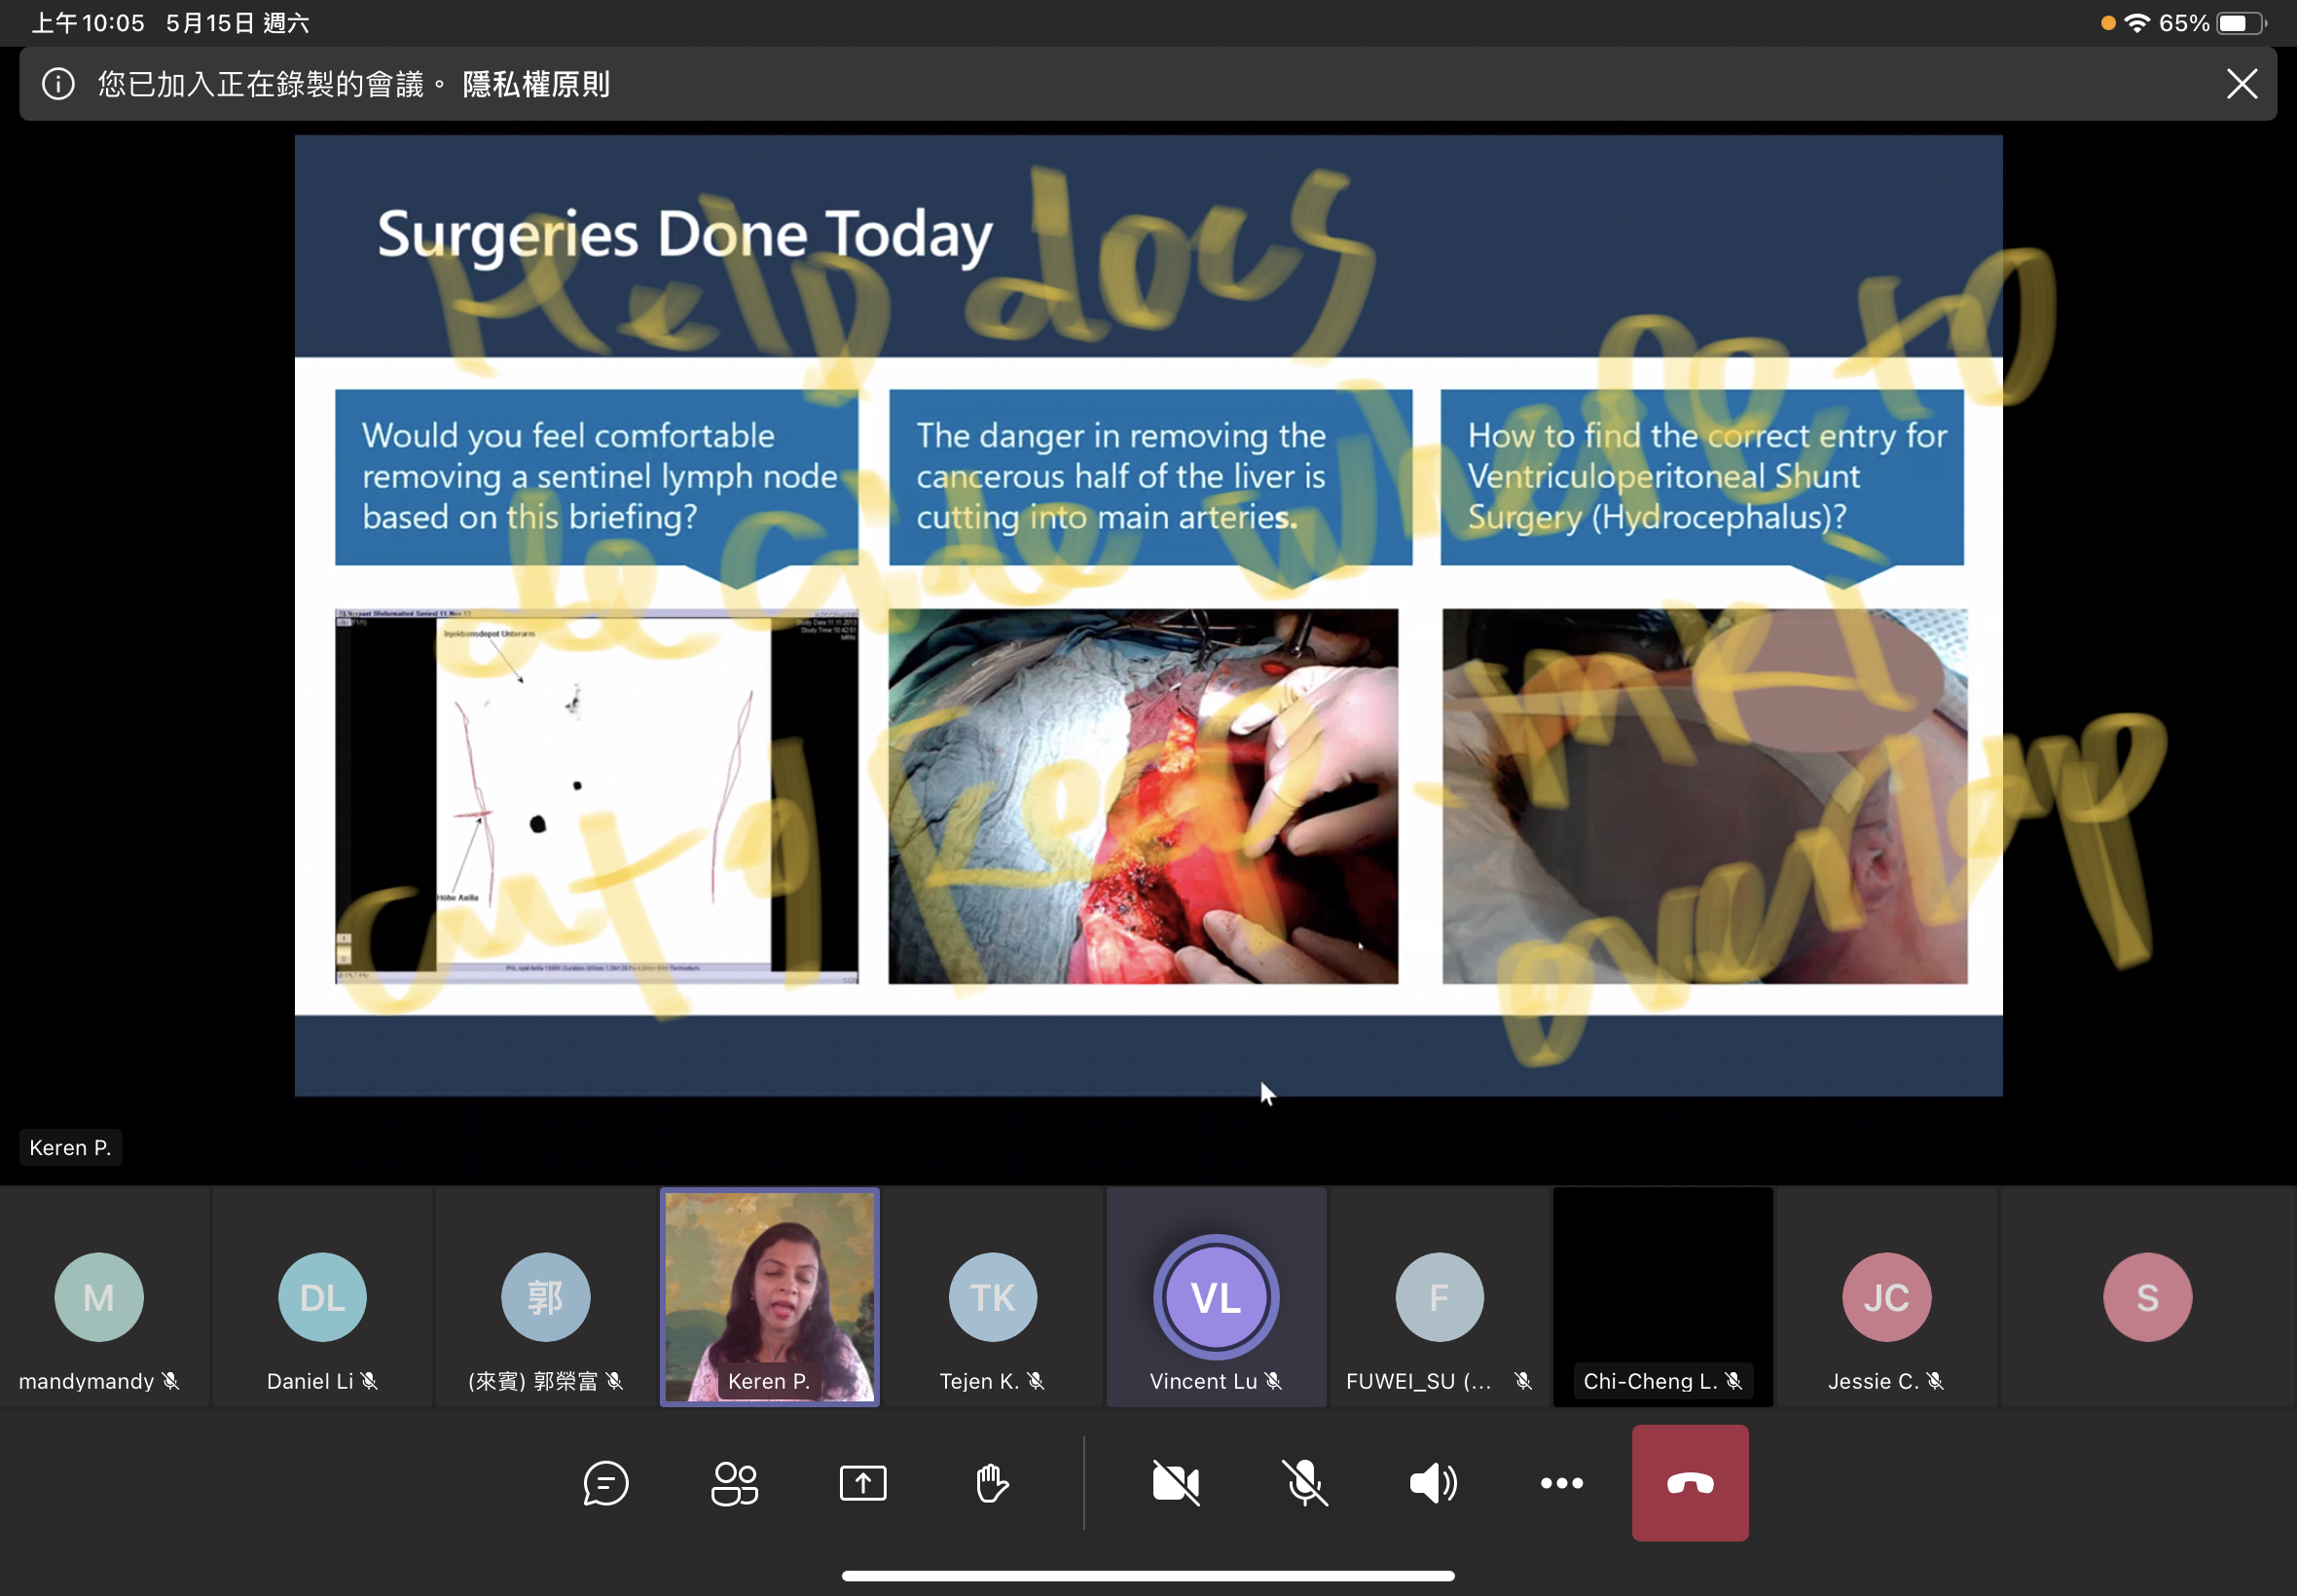 上午10:05 5月15日 週六
65%
您已加入正在錄製的會議。 隱私權原則
Surgeries Done Today
Help docs
decide where to
cut
overlap
Would you feel comfortable
removing a sentinel lymph node
based on this briefing?
The danger in removing the
cancerous half of the liver is
cutting into main arteries.
How to find the correct entry for
Ventriculoperitoneal Shunt
Surgery (Hydrocephalus)?
Injektionsdepot Unterarm
Höhe Axilla
Keren P.
M
DL
郭
TK
VL
F
JC
S
mandymandy
Daniel Li
(來賓) 郭榮富
Keren P.
Tejen K.
Vincent Lu
FUWEI_SU (...
Chi-Cheng L.
Jessie C.